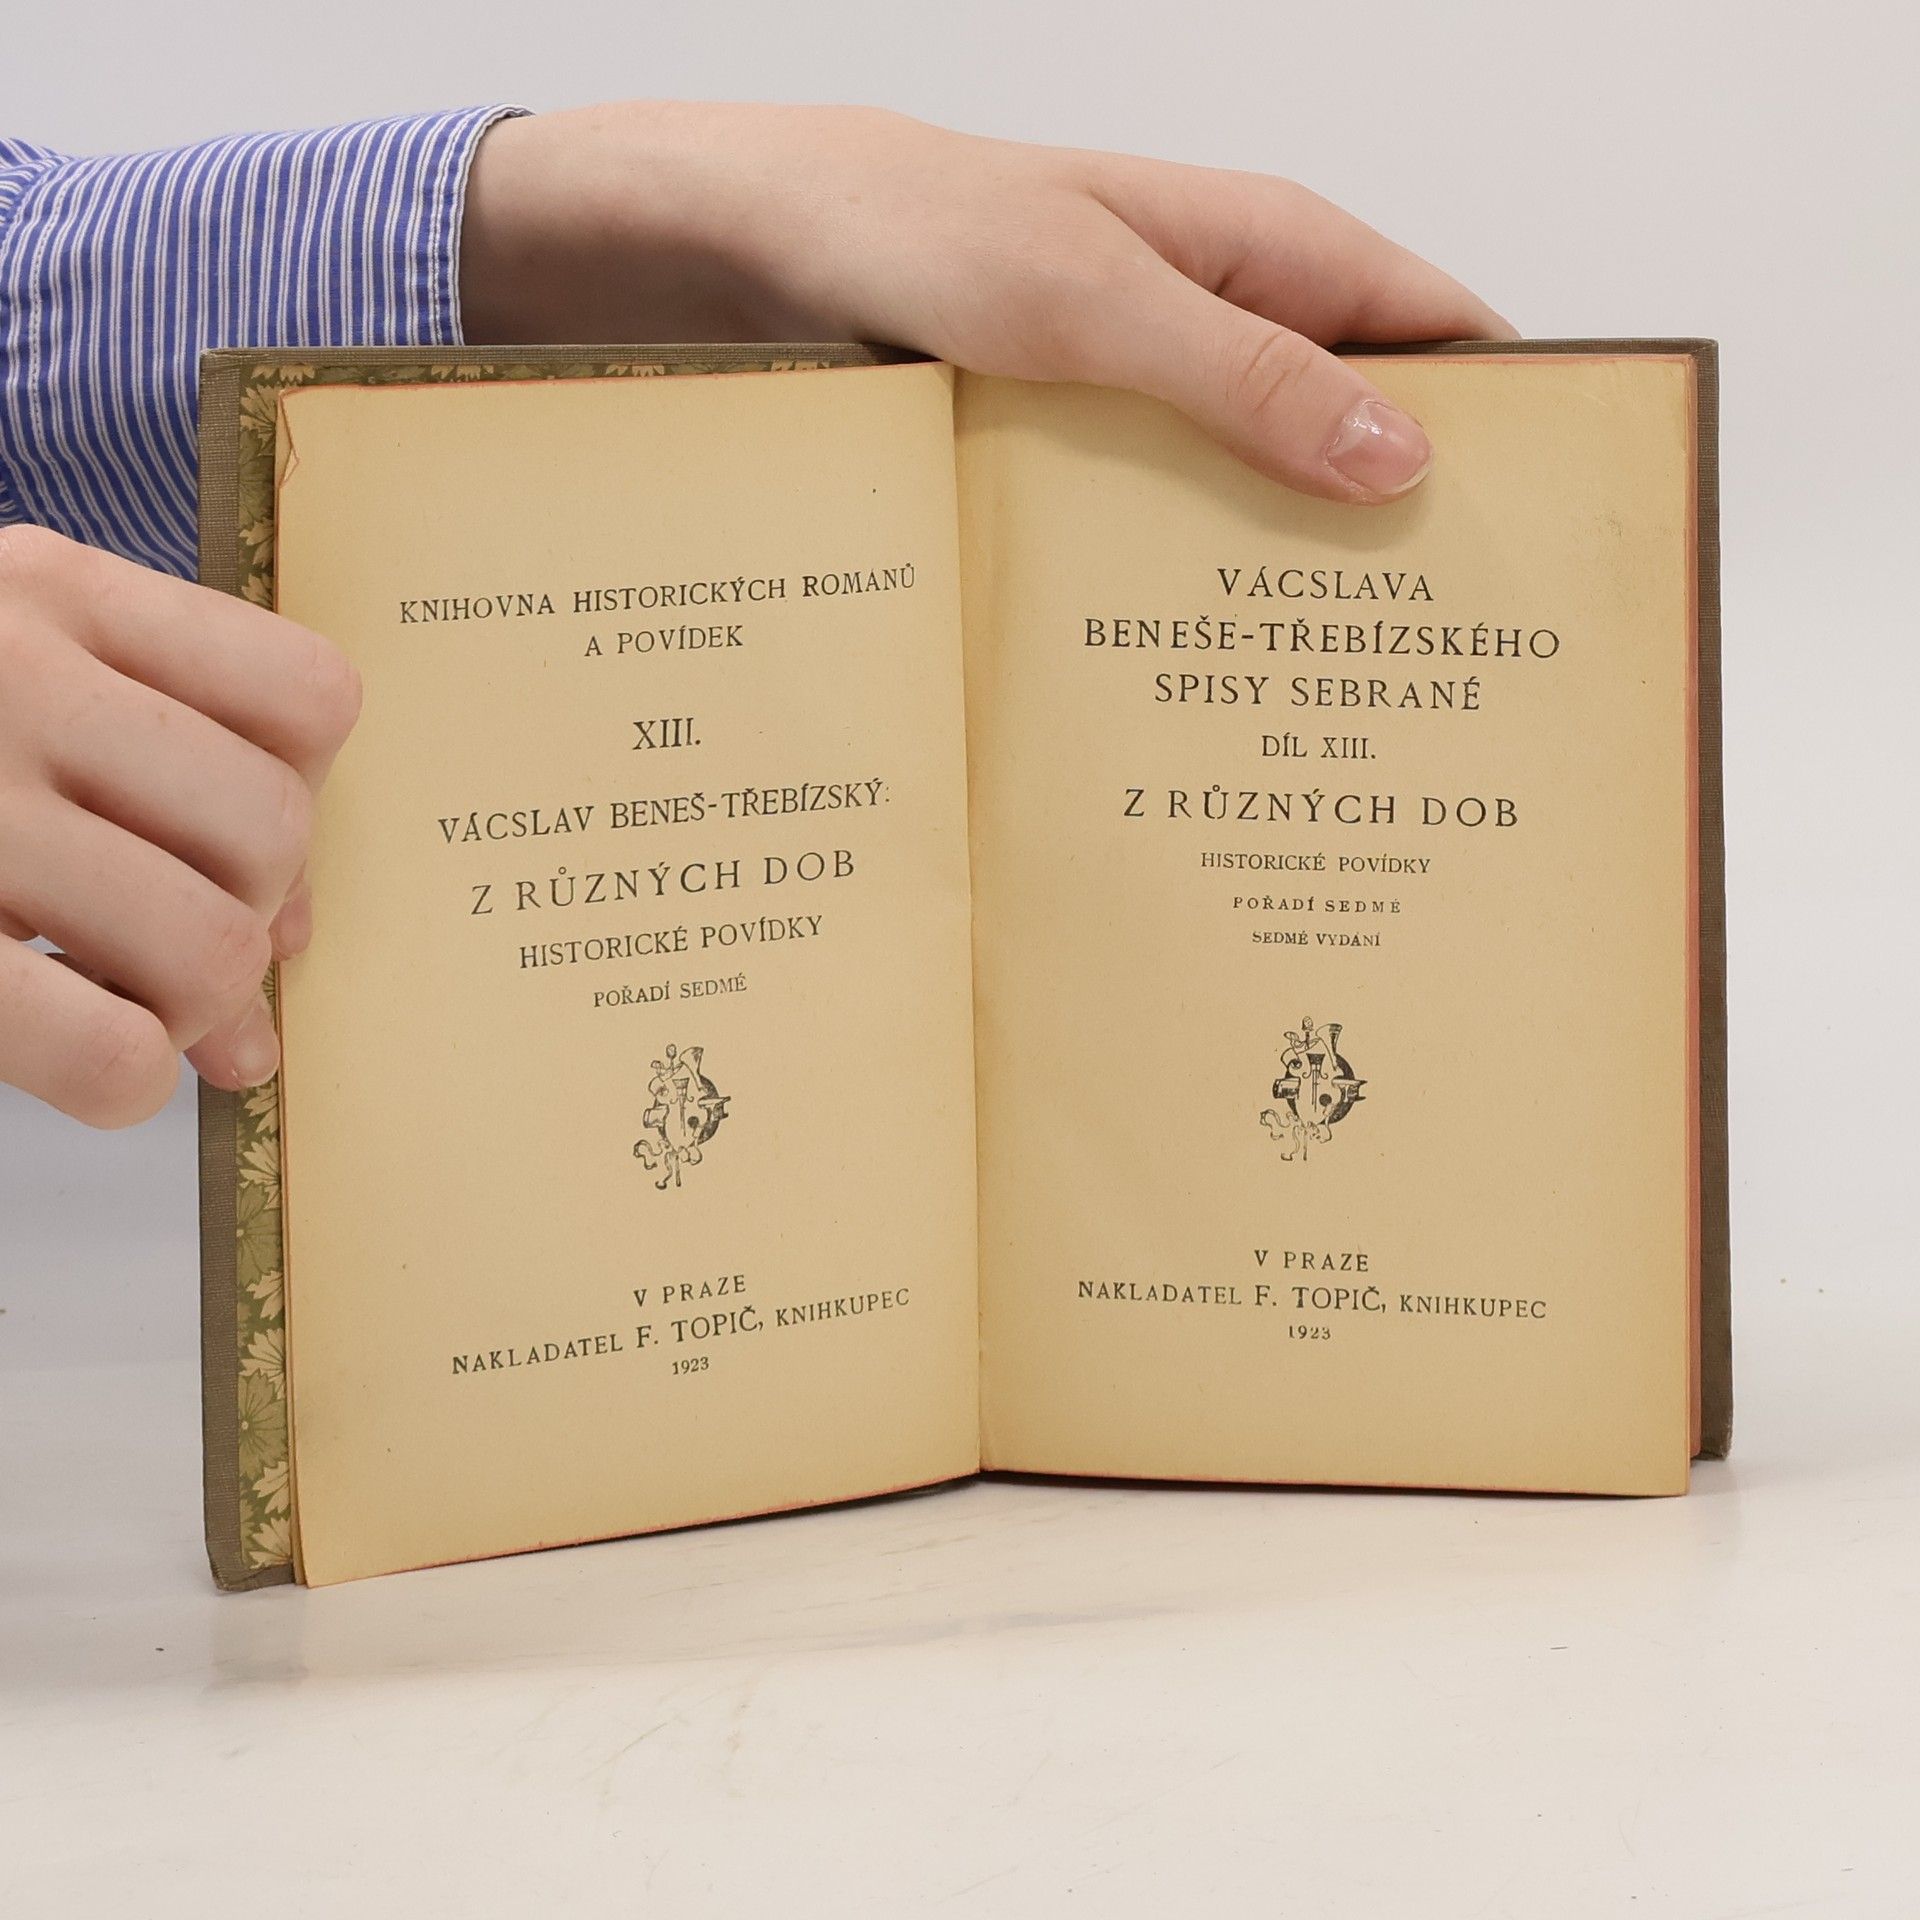 KNIHOVNA HISTORICKÝCH ROMÁNŮ
A POVÍDEK
XIII.
VÁCSLAV BENEŠ-TŘEBÍZSKÝ:
Z RŮZNÝCH DOB
HISTORICKÉ POVÍDKY
POŘADÍ SEDMÉ
V PRAZE
NAKLADATEL F. TOPIČ, KNIHKUPEC
1923
VÁCSLAVA
BENEŠE-TŘEBÍZSKÉHO
SPISY SEBRANÉ
DÍL XIII.
Z RŮZNÝCH DOB
HISTORICKÉ POVÍDKY
POŘADÍ SEDMÉ
SEDMÉ VYDÁNÍ
V PRAZE
NAKLADATEL F. TOPIČ, KNIHKUPEC
1923